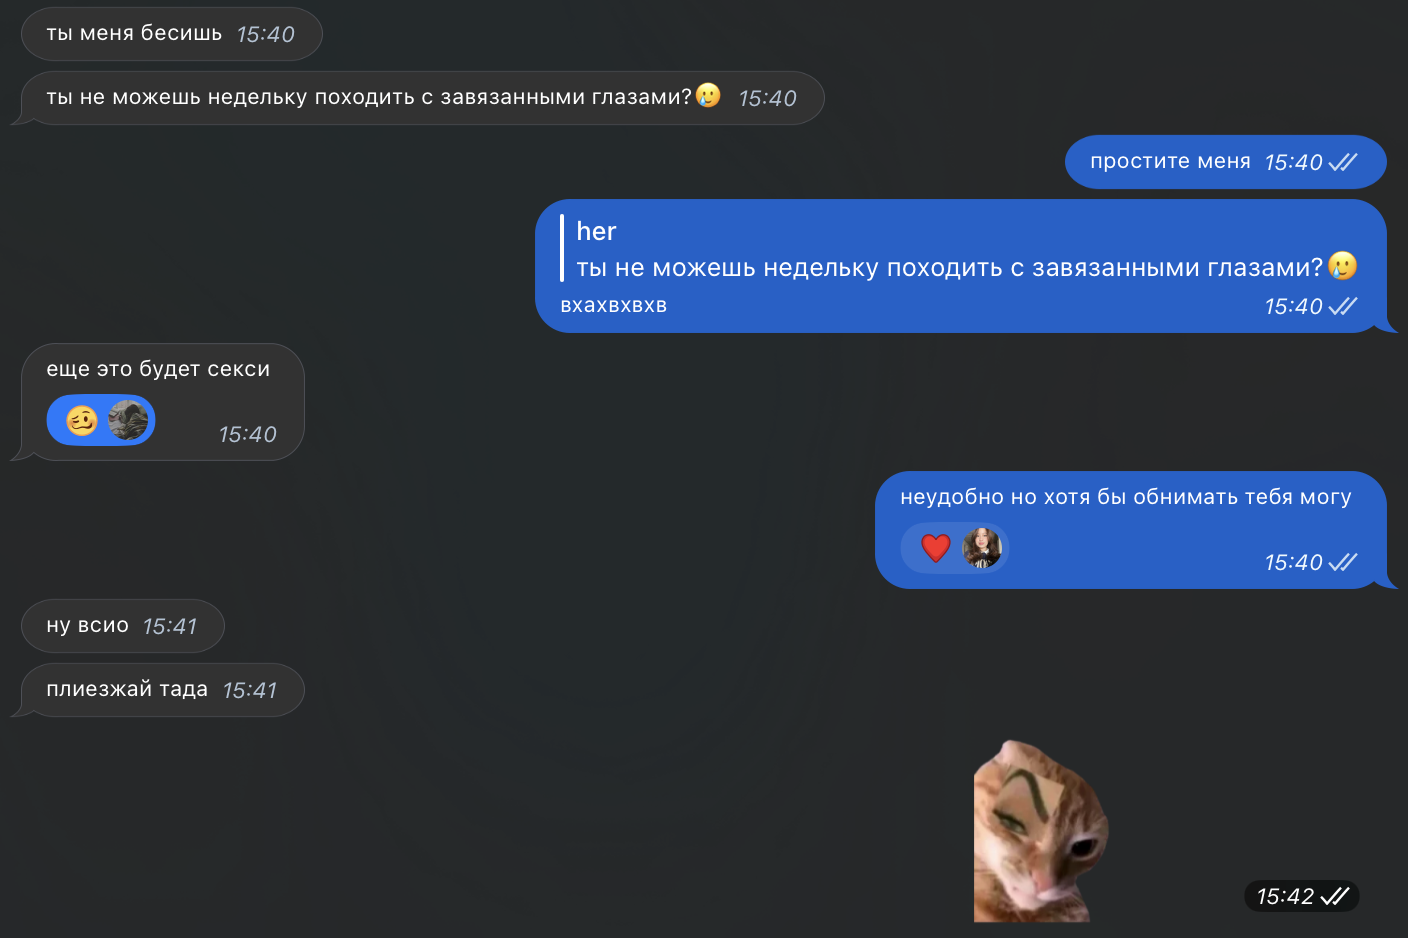 ты меня бесишь 15:40
ты не можешь недельку походить с завязанными глазами?🥲 15:40
простите меня 15:40
her
ты не можешь недельку походить с завязанными глазами?🥲
вхахвхвхв 15:40
еще это будет секси
15:40
неудобно но хотя бы обнимать тебя могу
15:40
ну всио 15:41
плиезжай тада 15:41
15:42